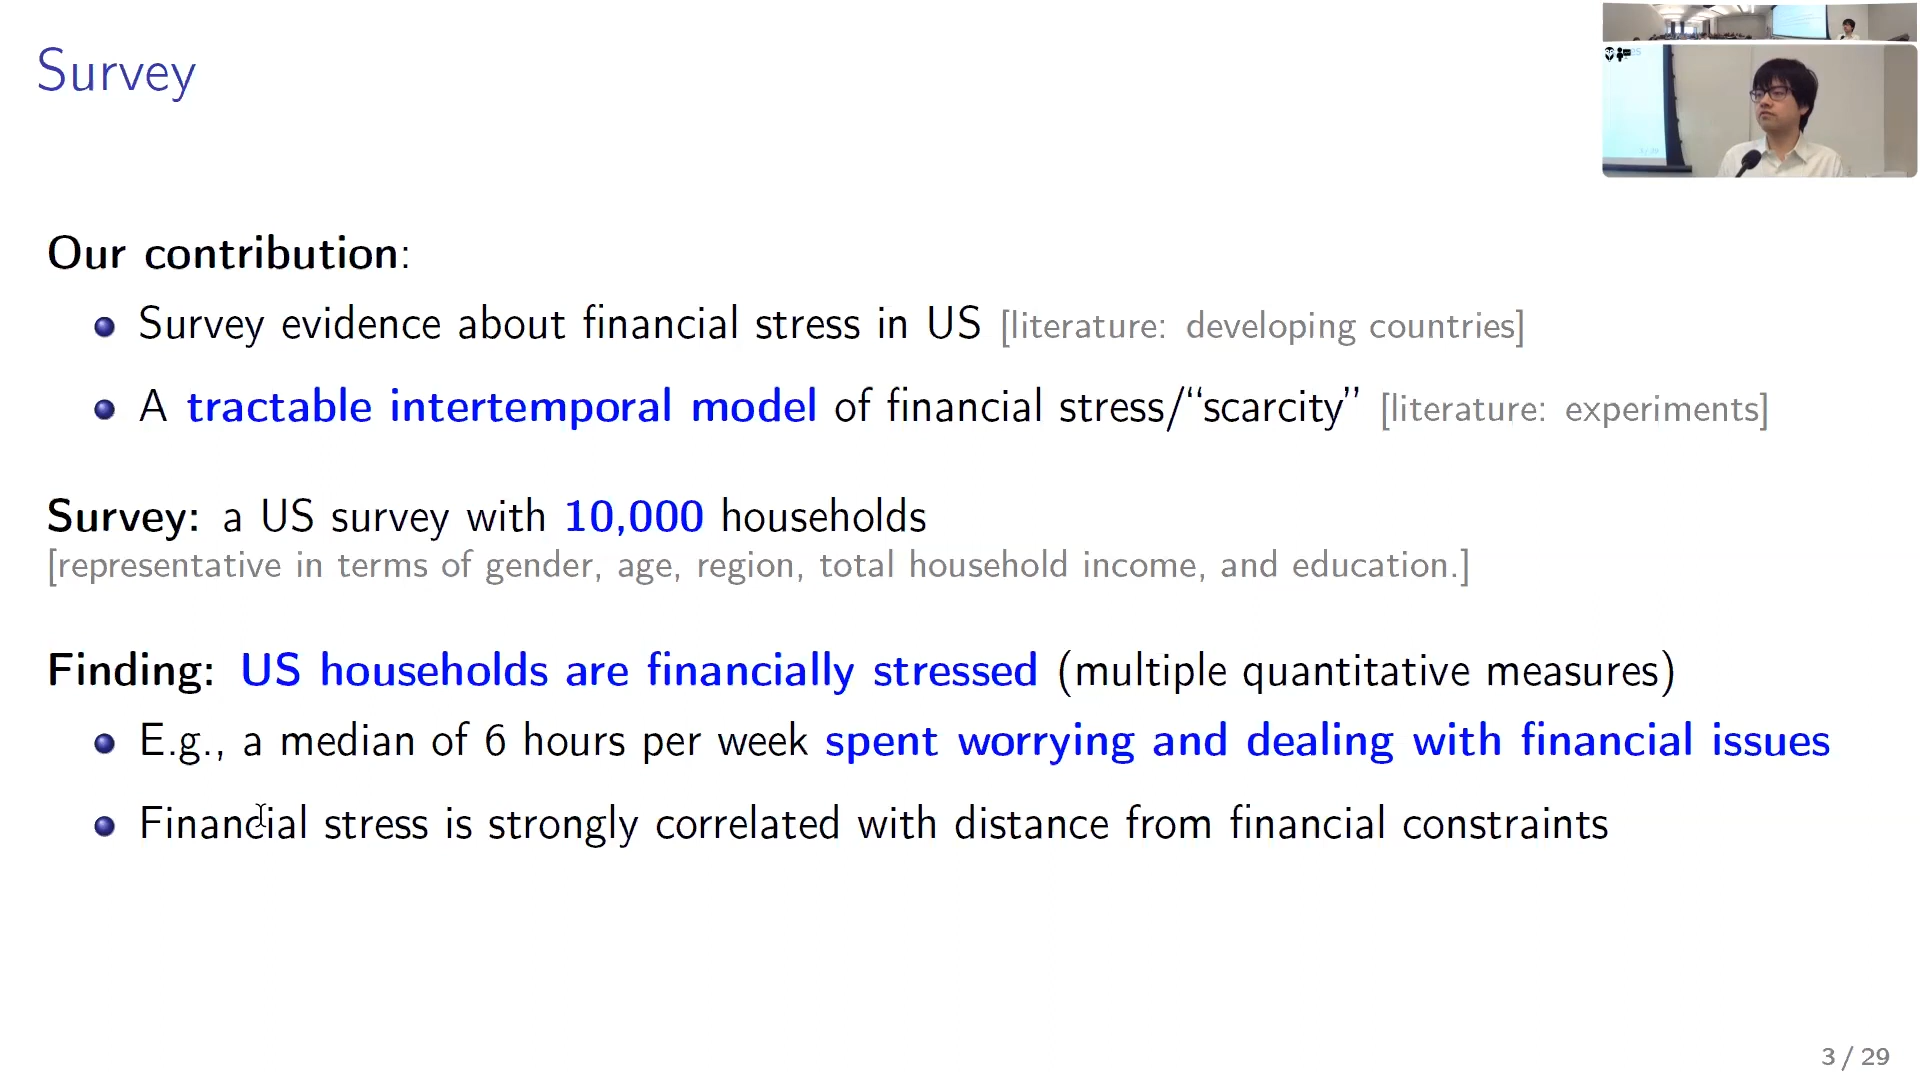 Survey
Our contribution:
Survey evidence about financial stress in US [literature: developing countries]
A tractable intertemporal model of financial stress/“scarcity” [literature: experiments]
Survey: a US survey with 10,000 households
[representative in terms of gender, age, region, total household income, and education.]
Finding: US households are financially stressed (multiple quantitative measures)
E.g., a median of 6 hours per week spent worrying and dealing with financial issues
Financial stress is strongly correlated with distance from financial constraints
3 / 29